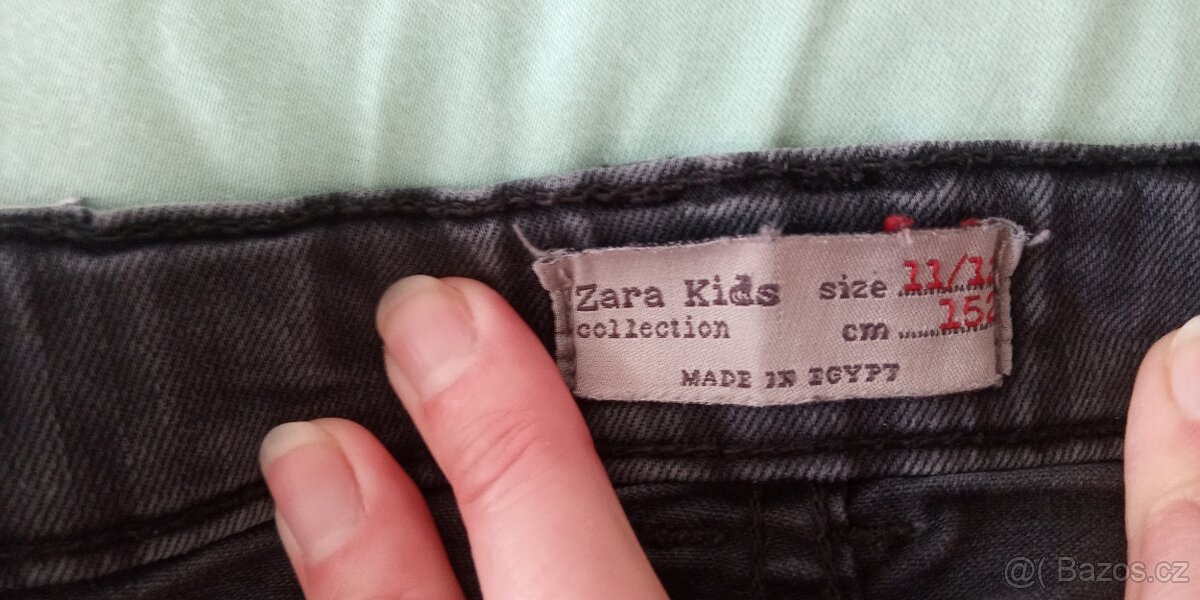 Zara Kids size 11/12
collection cm 152
MADE IN EGYPT
@( Bazos.cz